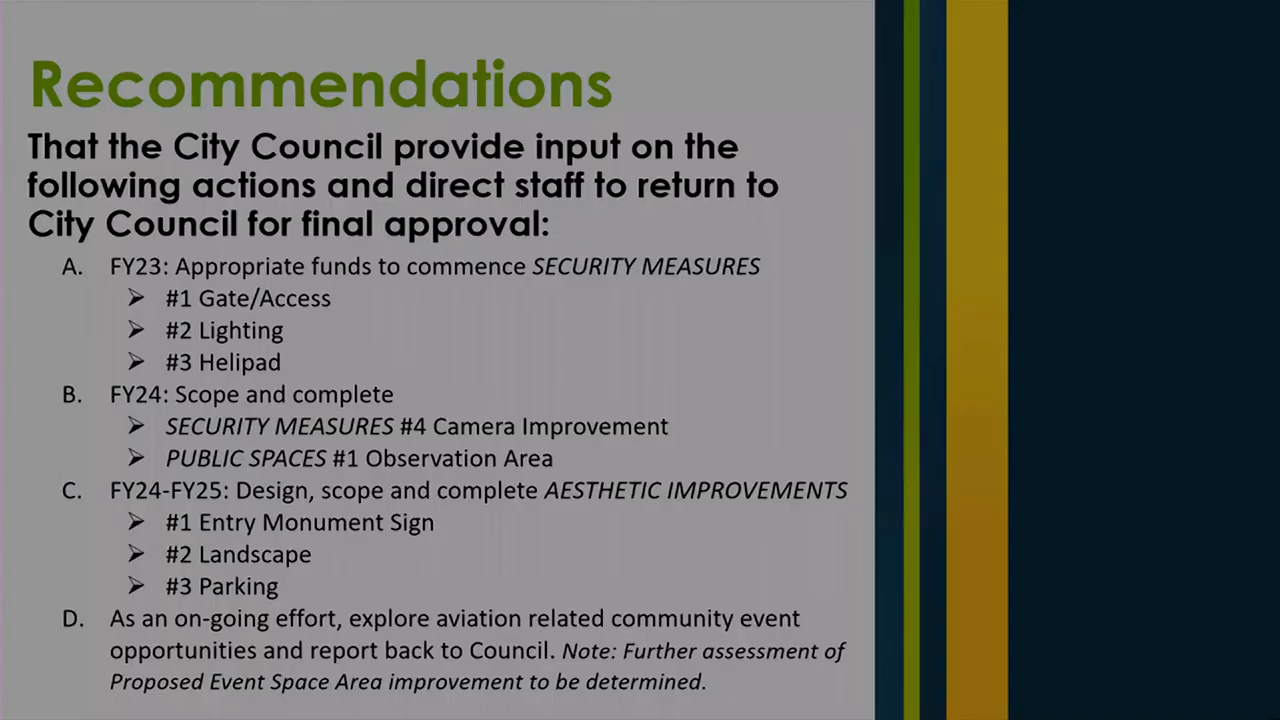 Recommendations
That the City Council provide input on the
following actions and direct staff to return to
City Council for final approval:
A. FY23: Appropriate funds to commence SECURITY MEASURES
➢ #1 Gate/Access
➢ #2 Lighting
➢ #3 Helipad
B. FY24: Scope and complete
➢ SECURITY MEASURES #4 Camera Improvement
➢ PUBLIC SPACES #1 Observation Area
C. FY24-FY25: Design, scope and complete AESTHETIC IMPROVEMENTS
➢ #1 Entry Monument Sign
➢ #2 Landscape
➢ #3 Parking
D. As an on-going effort, explore aviation related community event
opportunities and report back to Council. Note: Further assessment of
Proposed Event Space Area improvement to be determined.